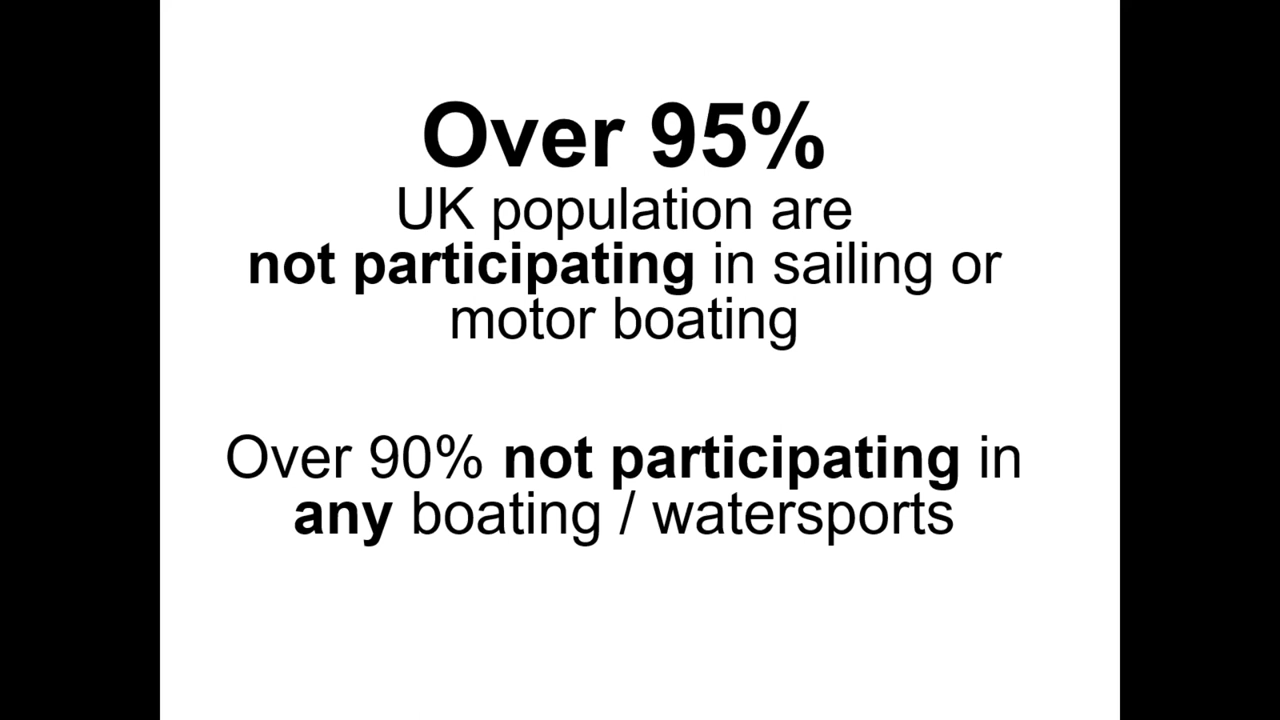 Over 95%
UK population are
not participating in sailing or
motor boating
Over 90% not participating in
any boating / watersports